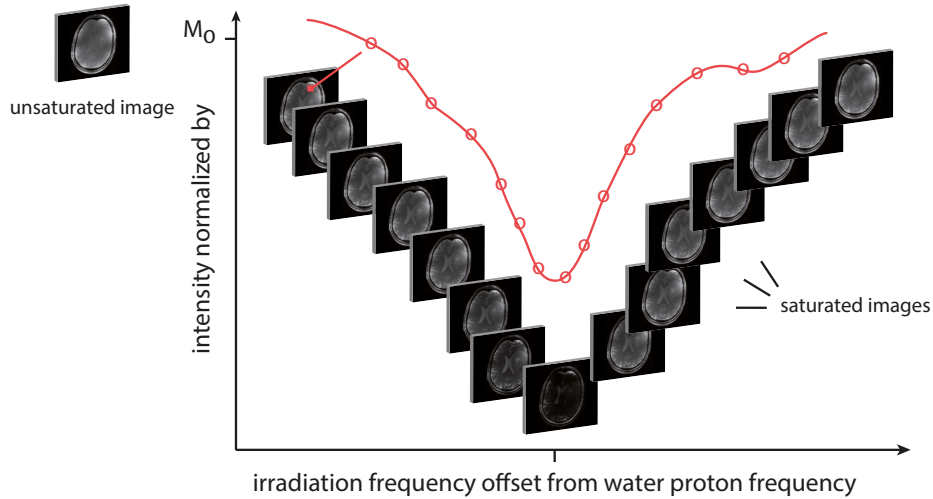 M₀
unsaturated image
intensity normalized by
saturated images
irradiation frequency offset from water proton frequency